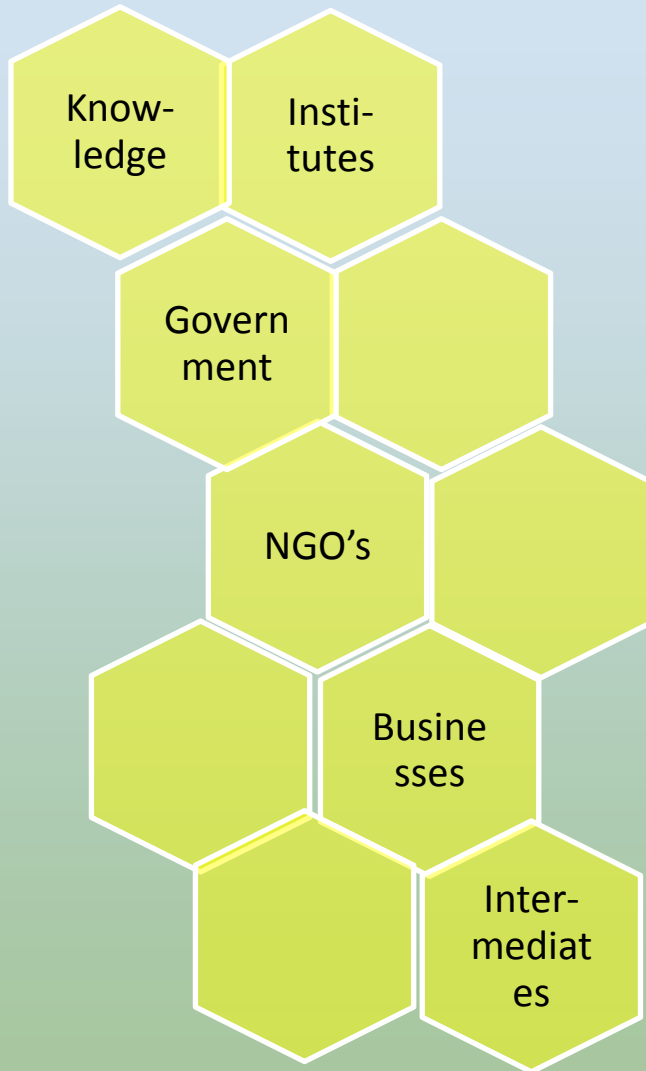 Know-
ledge
Insti-
tutes
Govern
ment
NGO’s
Busine
sses
Inter-
mediat
es